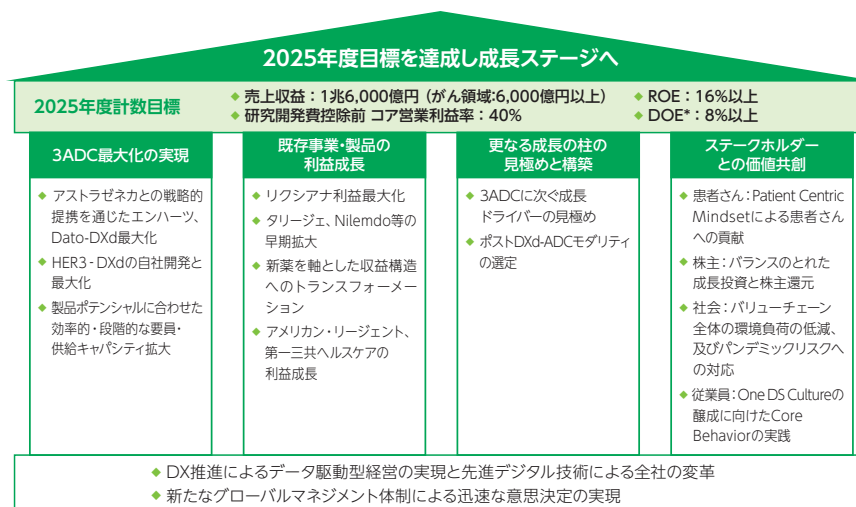 2025年度目標を達成し成長ステージへ
2025年度計数目標
◆ 売上収益：1兆6,000億円 (がん領域:6,000億円以上)
◆ 研究開発費控除前 コア営業利益率：40%
◆ ROE：16%以上
◆ DOE*：8%以上
3ADC最大化の実現
◆ アストラゼネカとの戦略的
提携を通じたエンハーツ、
Dato-DXd最大化
◆ HER3‐DXdの自社開発と
最大化
◆ 製品ポテンシャルに合わせた
効率的・段階的な要員・
供給キャパシティ拡大
既存事業・製品の
利益成長
◆ リクシアナ利益最大化
◆ タリージェ、Nilemdo等の
早期拡大
◆ 新薬を軸とした収益構造
へのトランスフォーメー
ション
◆ アメリカン・リージェント、
第一三共ヘルスケアの
利益成長
更なる成長の柱の
見極めと構築
◆ 3ADCに次ぐ成長
ドライバーの見極め
◆ ポストDXd-ADCモダリティ
の選定
ステークホルダー
との価値共創
◆ 患者さん：Patient Centric
Mindsetによる患者さん
への貢献
◆ 株主：バランスのとれた
成長投資と株主還元
◆ 社会：バリューチェーン
全体の環境負荷の低減、
及びパンデミックリスクへ
の対応
◆ 従業員：One DS Cultureの
醸成に向けたCore
Behaviorの実践
◆ DX推進によるデータ駆動型経営の実現と先進デジタル技術による全社の変革
◆ 新たなグローバルマネジメント体制による迅速な意思決定の実現